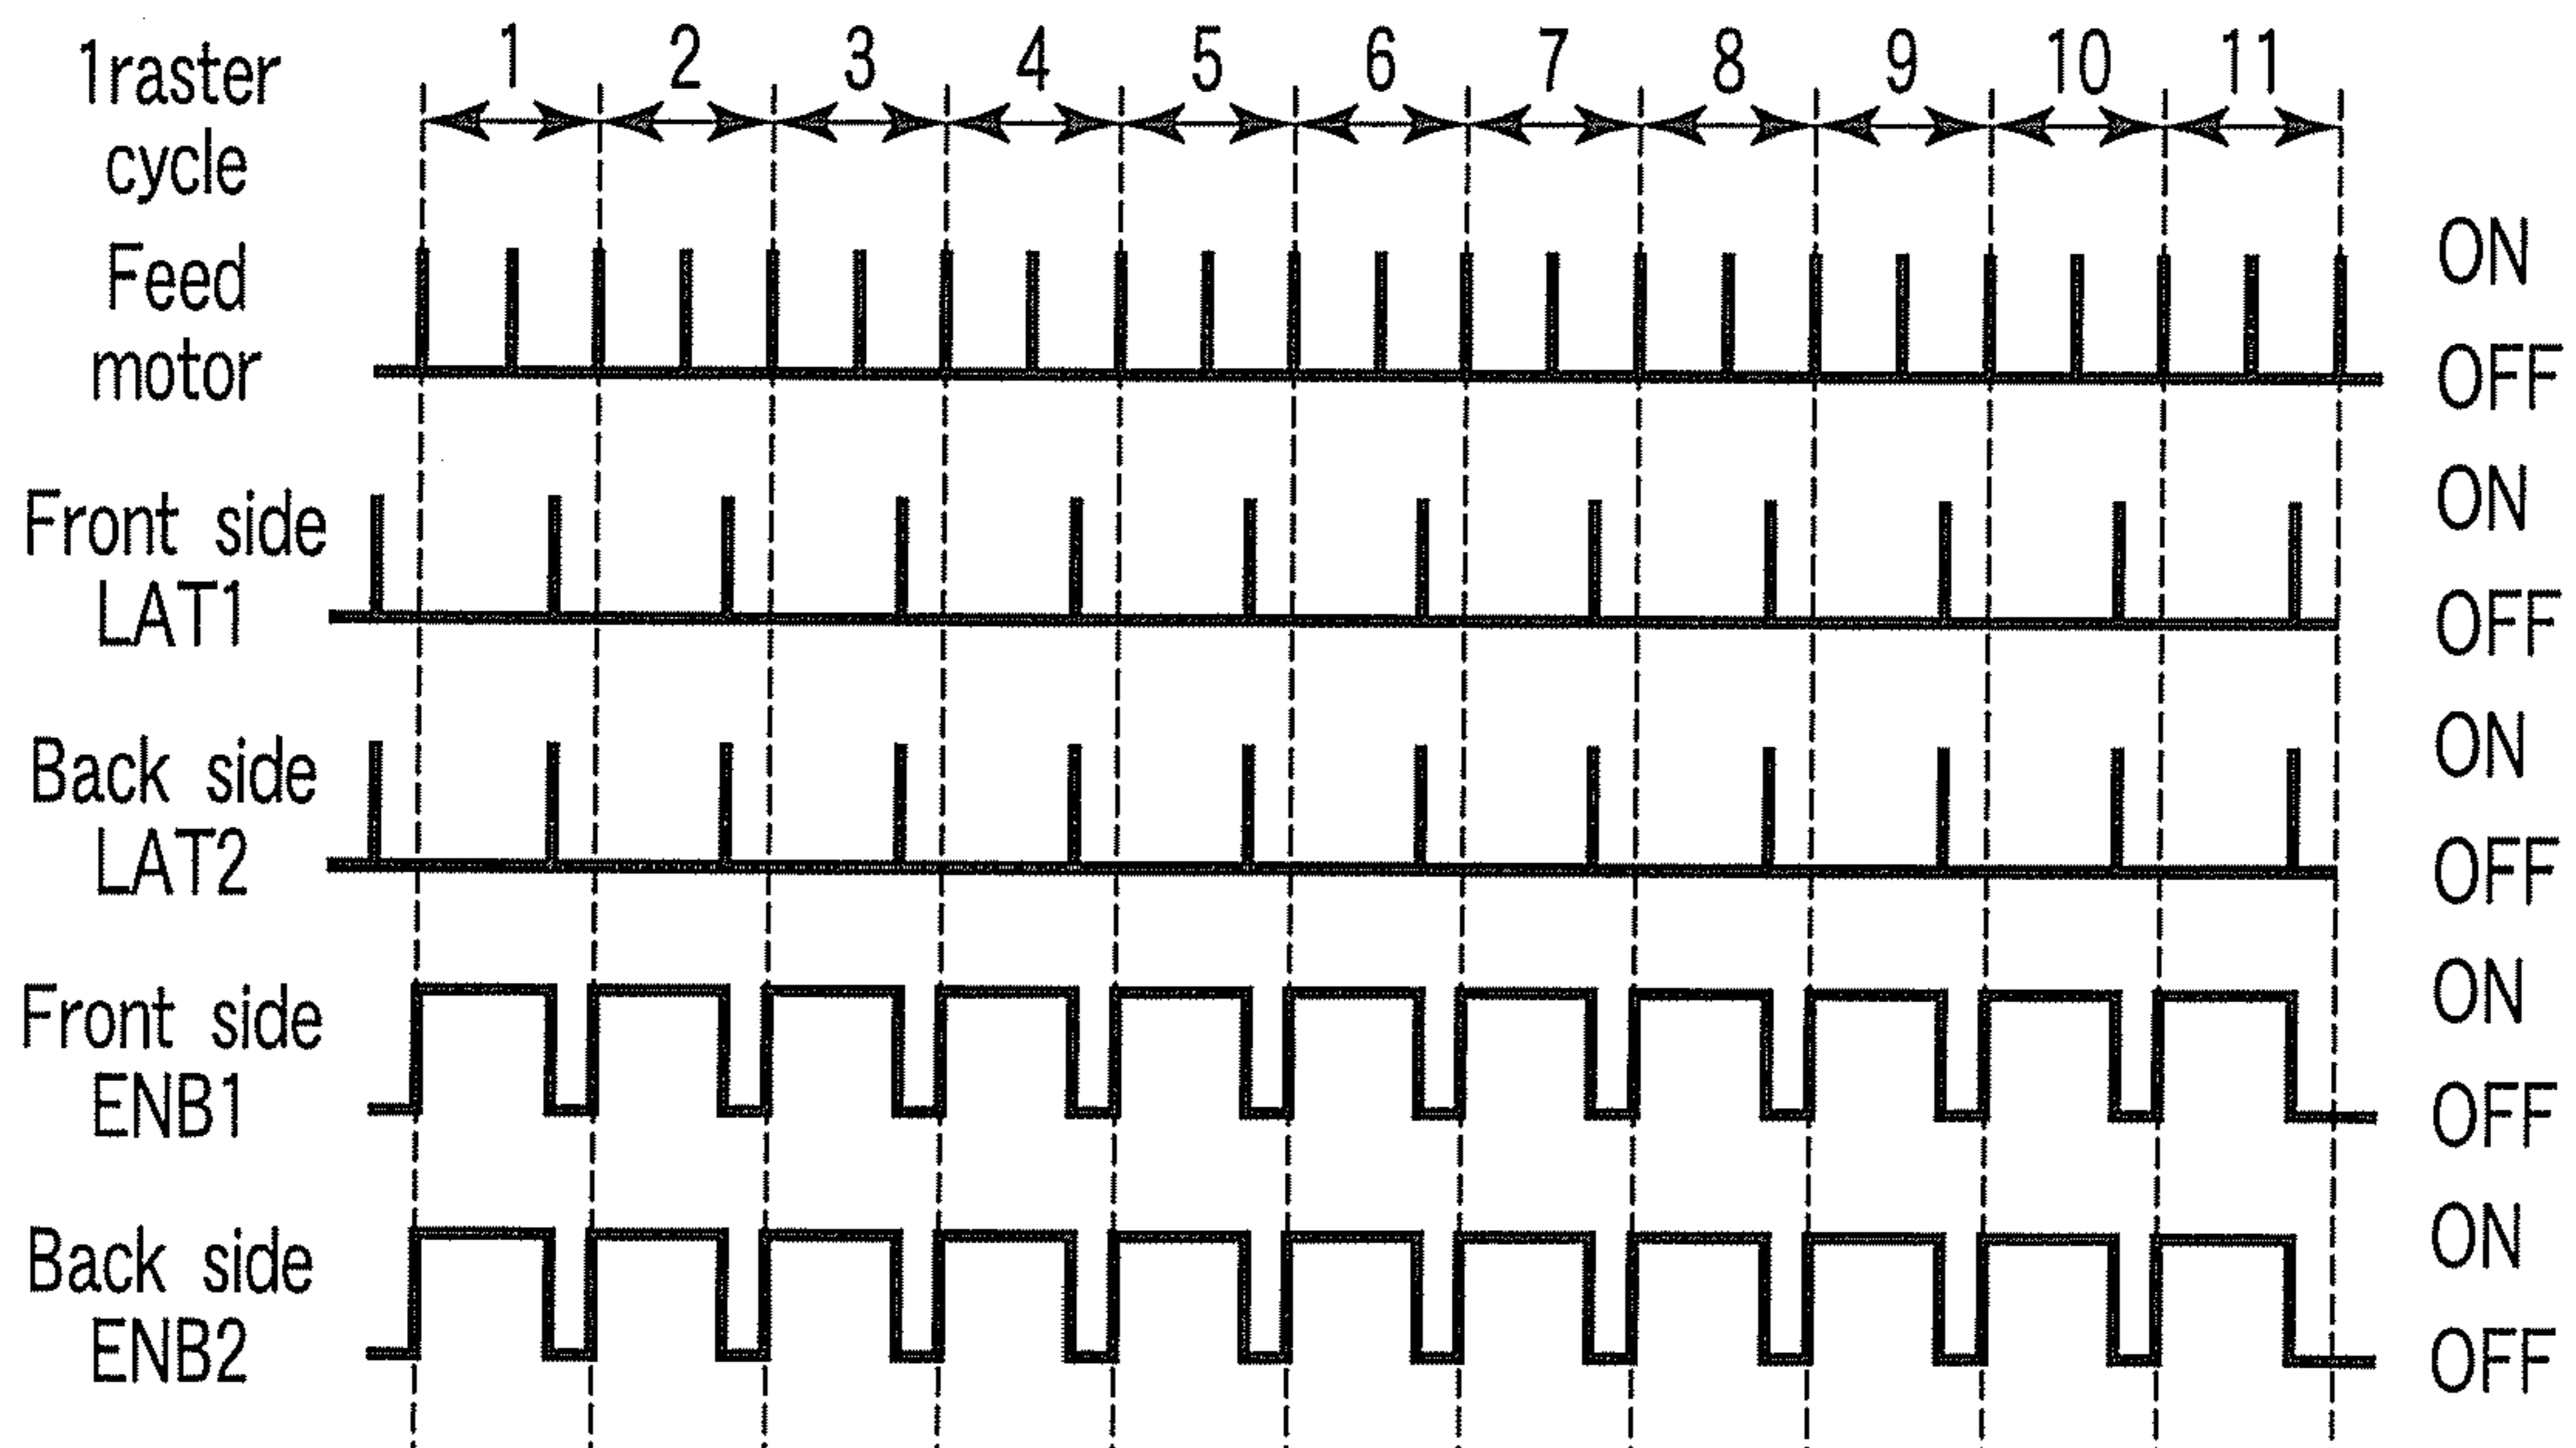 1raster
cycle
1 2 3 4 5 6 7 8 9 10 11
Feed
motor
ON
OFF
Front side
LAT1
ON
OFF
Back side
LAT2
ON
OFF
Front side
ENB1
ON
OFF
Back side
ENB2
ON
OFF